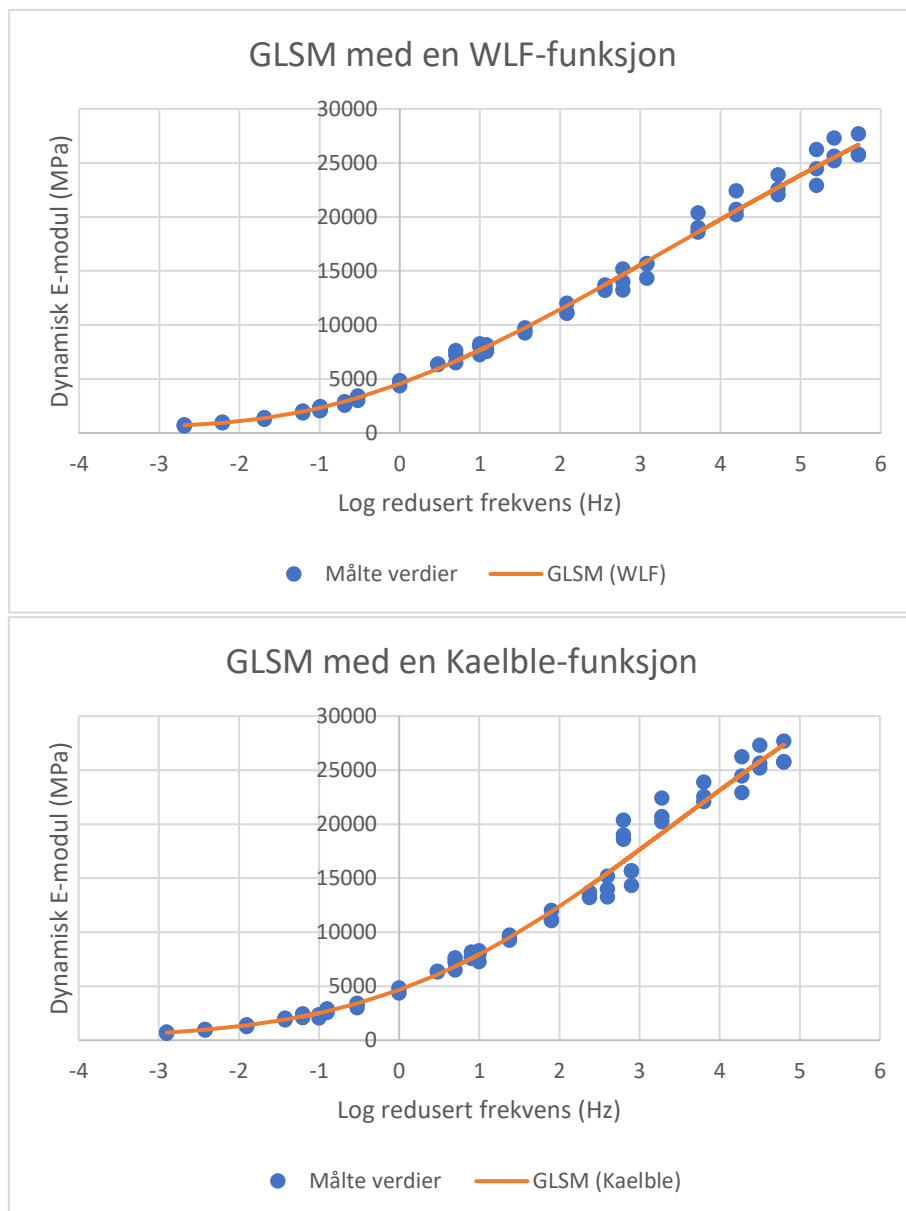 GLSM med en WLF-funksjon
Dynamisk E-modul (MPa)
30000
25000
20000
15000
10000
5000
0
-4 -3 -2 -1 0 1 2 3 4 5 6
Log redusert frekvens (Hz)
Målte verdier GLSM (WLF)
GLSM med en Kaelble-funksjon
Dynamisk E-modul (MPa)
30000
25000
20000
15000
10000
5000
0
-4 -3 -2 -1 0 1 2 3 4 5 6
Log redusert frekvens (Hz)
Målte verdier GLSM (Kaelble)